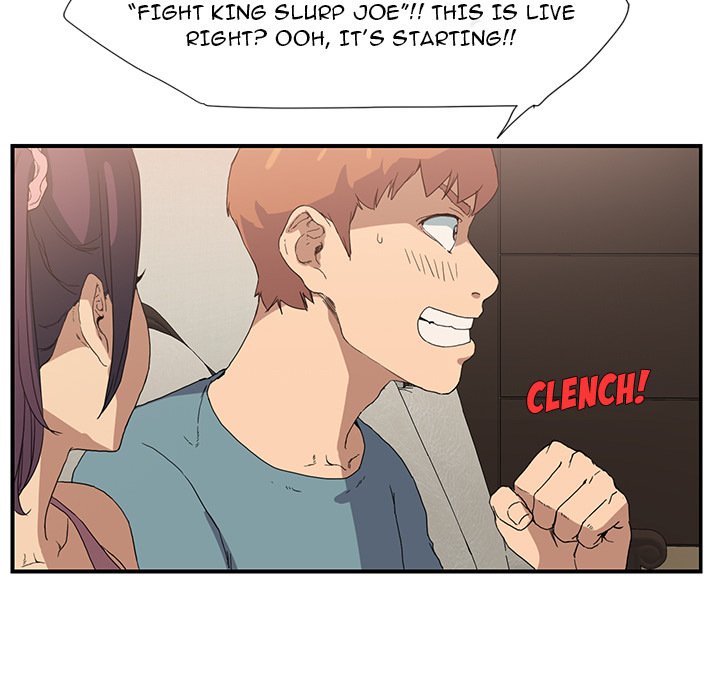 "FIGHT KING SLURP JOE"!! THIS IS LIVE
RIGHT? OOH, IT'S STARTING!!
CLENCH!